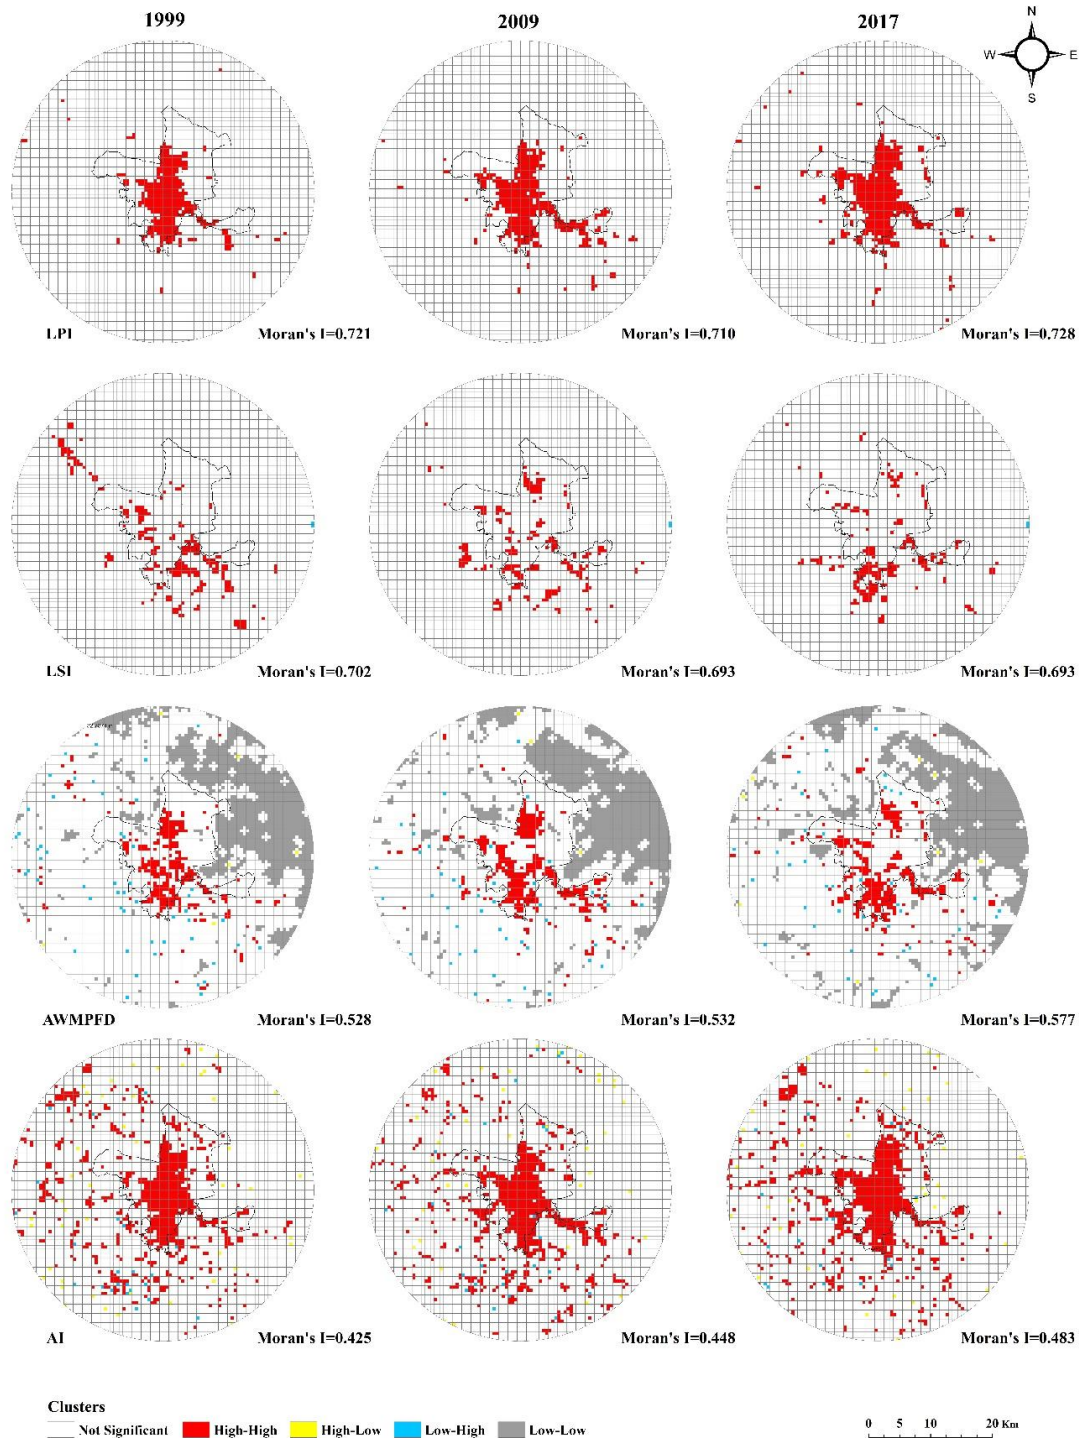 1999 2009 2017
N
W E
S
LPI Moran's I=0.721 Moran's I=0.710 Moran's I=0.728
LSI Moran's I=0.702 Moran's I=0.693 Moran's I=0.693
AWMPFD Moran's I=0.528 Moran's I=0.532 Moran's I=0.577
AI Moran's I=0.425 Moran's I=0.448 Moran's I=0.483
Clusters
Not Significant High-High High-Low Low-High Low-Low
0 5 10 20 Km